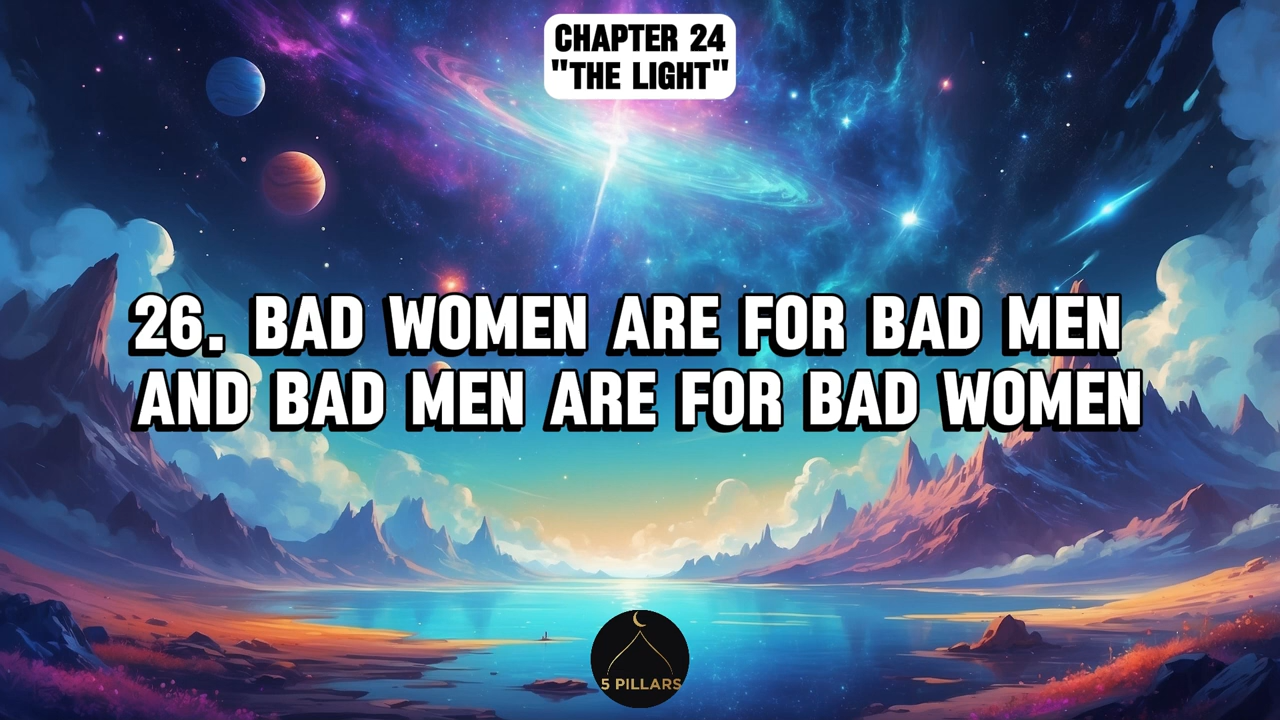 CHAPTER 24
"THE LIGHT"
26. BAD WOMEN ARE FOR BAD MEN
AND BAD MEN ARE FOR BAD WOMEN
5 PILLARS